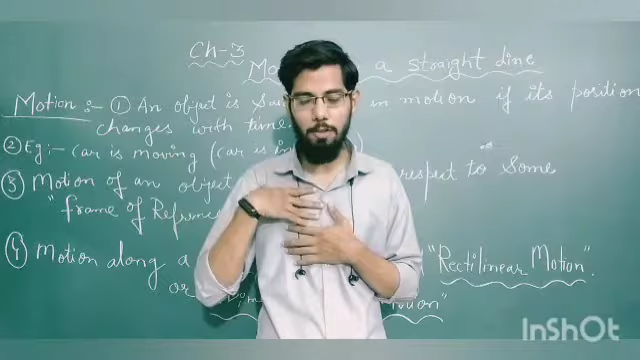 Ch-3
Mo a straight Line
Motion :- ① An object is in motion if its position
changes with time.
② Eg :- Car is moving (car is in
③ Motion of an object respect to Some
"frame of Reference
④ Motion along a "Rectilinear Motion".
or
InShOt